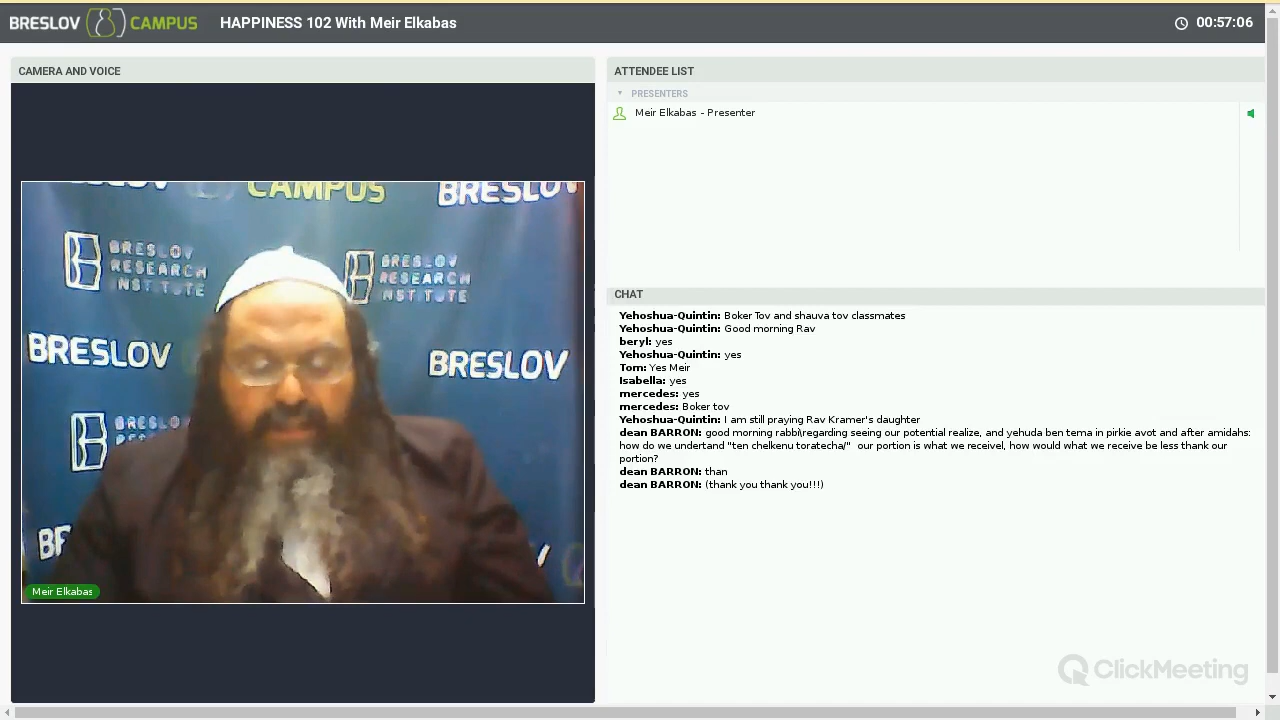 BRESLOV CAMPUS
HAPPINESS 102 With Meir Elkabas
00:57:06
CAMERA AND VOICE
CAMPUS
BRESLOV
BRESLOV
RESEARCH
INSTITUTE
BRESLOV
RESEARCH
INSTITUTE
BRESLOV
BRESLOV
BRESLOV
Meir Elkabas
ATTENDEE LIST
PRESENTERS
Meir Elkabas - Presenter
CHAT
Yehoshua-Quintin: Boker Tov and shauva tov classmates
Yehoshua-Quintin: Good morning Rav
beryl: yes
Yehoshua-Quintin: yes
Tom: Yes Meir
Isabella: yes
mercedes: yes
mercedes: Boker tov
Yehoshua-Quintin: I am still praying Rav Kramer's daughter
dean BARRON: good morning rabbi\regarding seeing our potential realize, and yehuda ben tema in pirkie avot and after amidahs:
how do we undertand "ten chelkenu toratecha/"  our portion is what we receivel, how would what we receive be less thank our
portion?
dean BARRON: than
dean BARRON: (thank you thank you!!!)
ClickMeeting